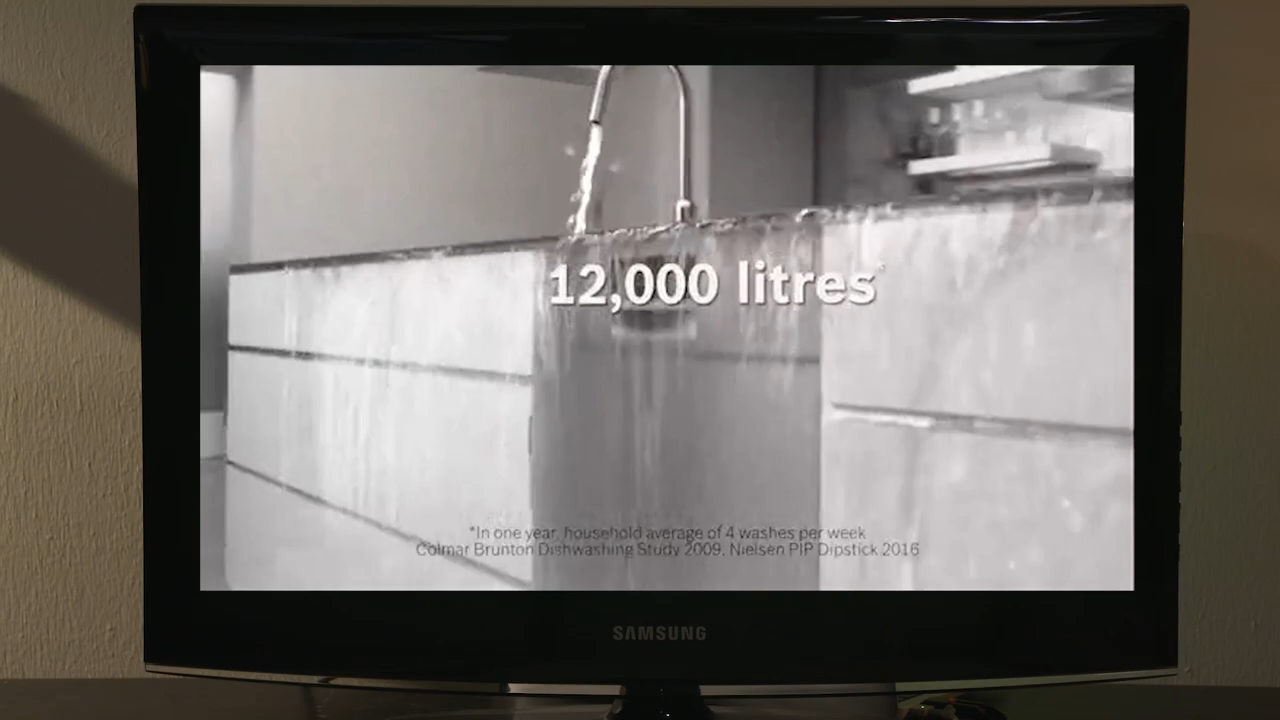 12,000 litres*
*In one year, household average of 4 washes per week
Colmar Brunton Dishwashing Study 2009, Nielsen PIP Dipstick 2016
SAMSUNG